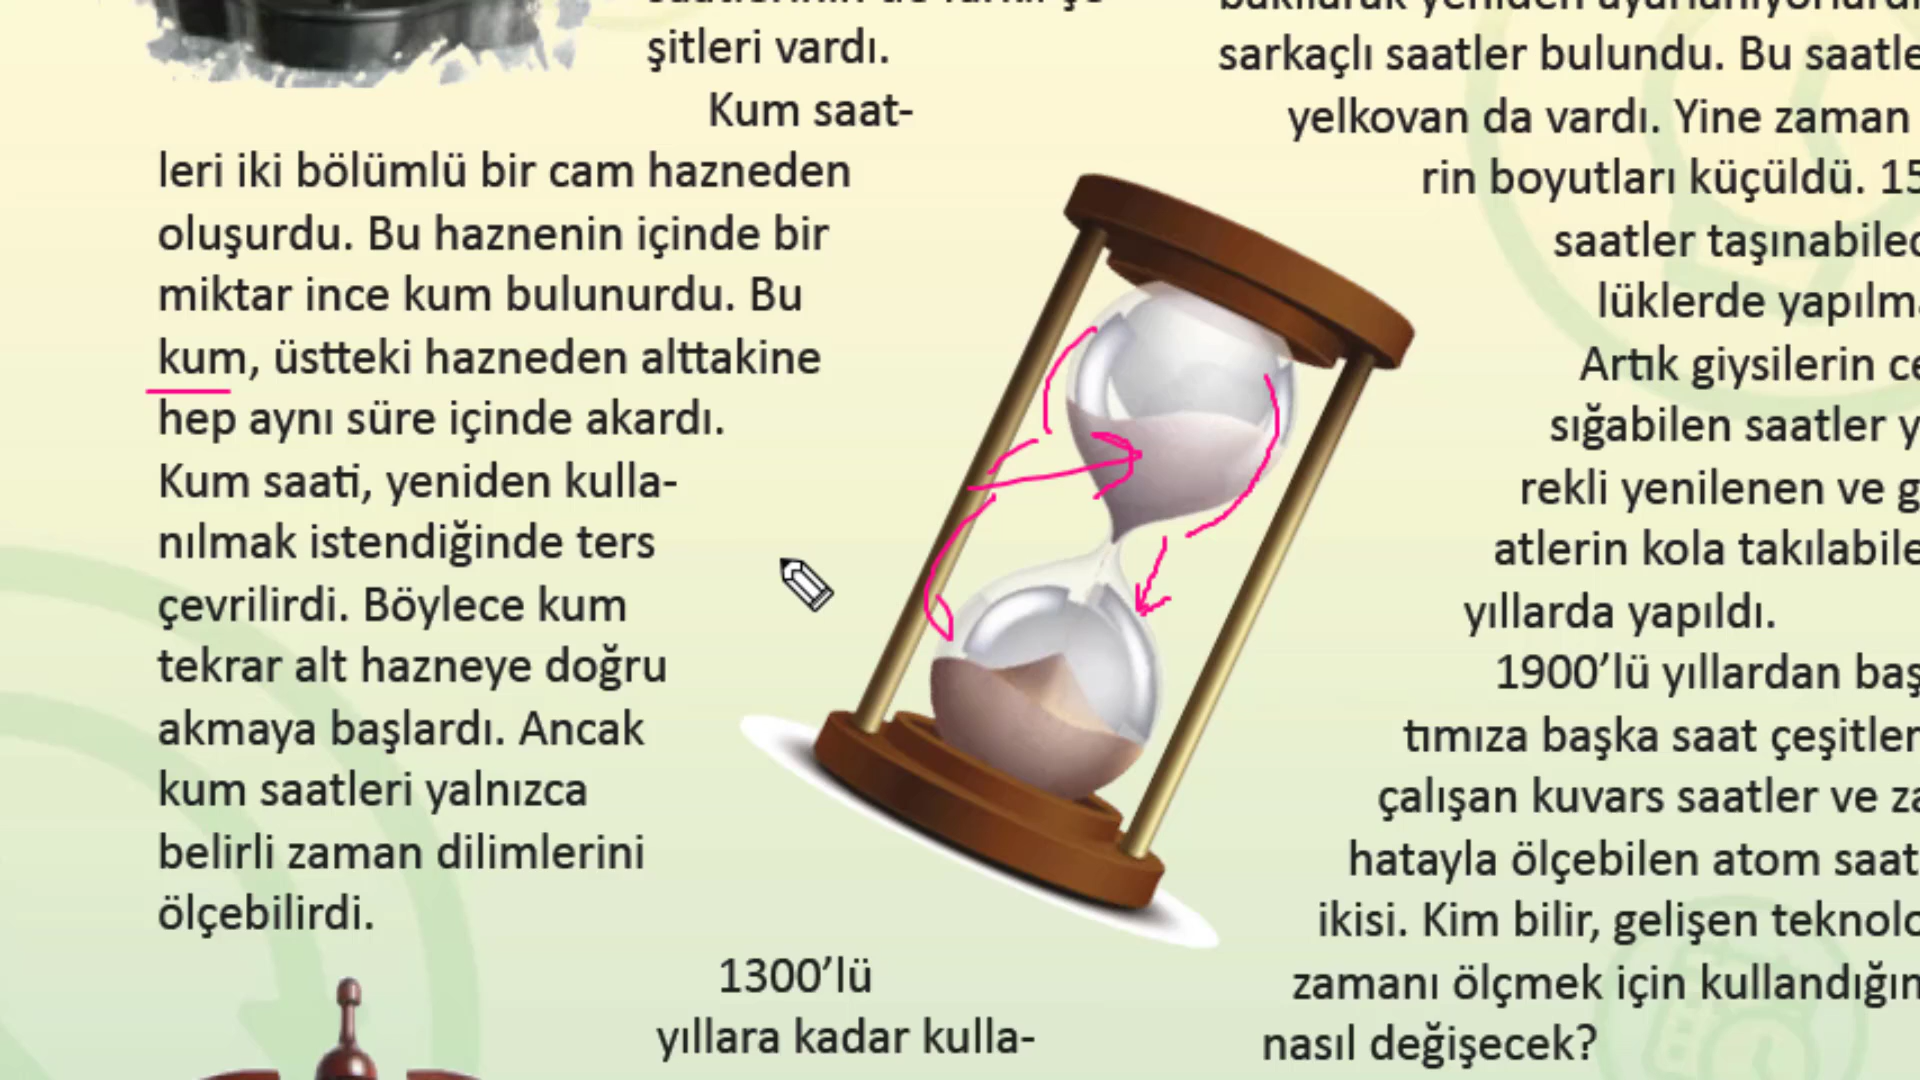 şitleri vardı.
Kum saat-
leri iki bölümlü bir cam hazneden
oluşurdu. Bu haznenin içinde bir
miktar ince kum bulunurdu. Bu
kum, üstteki hazneden alttakine
hep aynı süre içinde akardı.
Kum saati, yeniden kulla-
nılmak istendiğinde ters
çevrilirdi. Böylece kum
tekrar alt hazneye doğru
akmaya başlardı. Ancak
kum saatleri yalnızca
belirli zaman dilimlerini
ölçebilirdi.
1300’lü
yıllara kadar kulla-
sarkaçlı saatler bulundu. Bu saatle
yelkovan da vardı. Yine zaman
rin boyutları küçüldü. 15
saatler taşınabilec
lüklerde yapılma
Artık giysilerin ce
sığabilen saatler y
rekli yenilenen ve g
atlerin kola takılabile
yıllarda yapıldı.
1900’lü yıllardan baş
tımıza başka saat çeşitler
çalışan kuvars saatler ve za
hatayla ölçebilen atom saat
ikisi. Kim bilir, gelişen teknolo
zamanı ölçmek için kullandığın
nasıl değişecek?